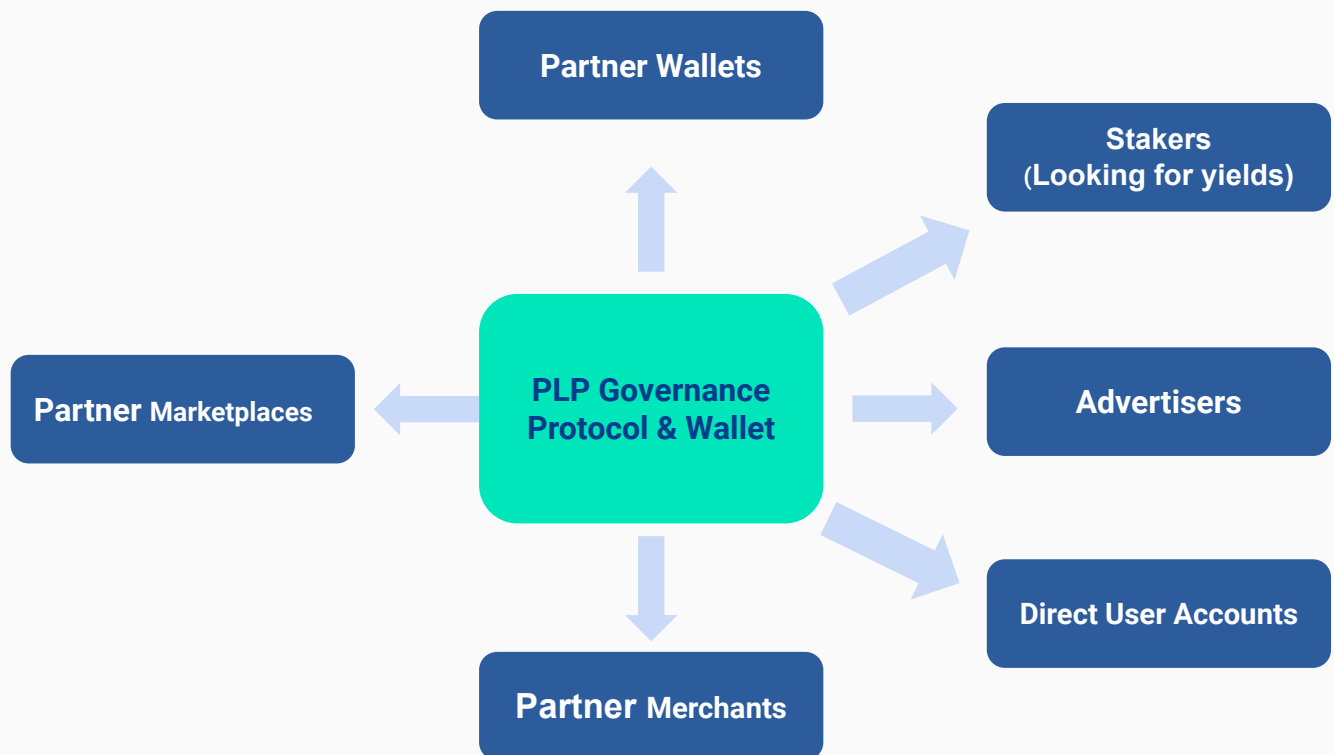 Partner Wallets
Stakers
(Looking for yields)
PLP Governance
Protocol & Wallet
Partner Marketplaces
Advertisers
Direct User Accounts
Partner Merchants